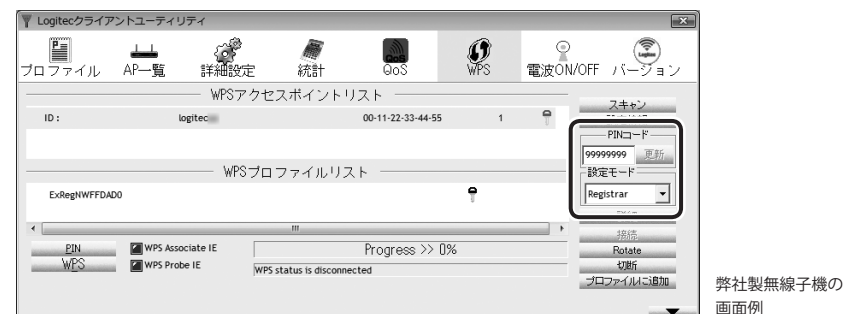 Logitecクライアントユーティリティ
プロファイル AP一覧 詳細設定 統計 QoS WPS 電波ON/OFF バージョン
WPSアクセスポイントリスト
スキャン
ID : logitec 00-11-22-33-44-55 1
PINコード
99999999 更新
WPSプロファイルリスト
設定モード
ExRegNWFFDAD0
Registrar
接続
PIN WPS Associate IE Progress >> 0%
Rotate
WPS WPS Probe IE WPS status is disconnected
切断
プロファイルに追加
弊社製無線子機の
画面例